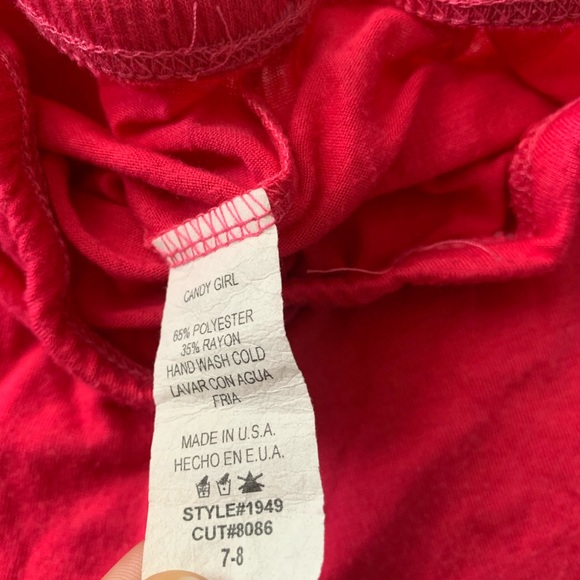 CANDY GIRL
65% POLYESTER
35% RAYON
HAND WASH COLD
LAVAR CON AGUA
FRIA
MADE IN U.S.A.
HECHO EN E.U.A.
STYLE#1949
CUT#8086
7-8